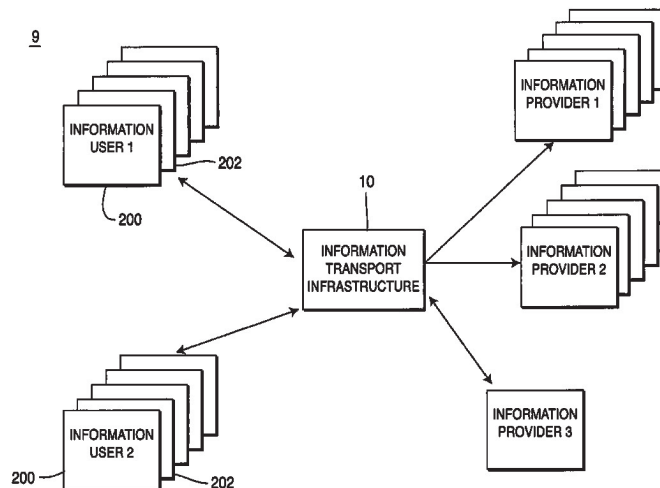 9
INFORMATION
USER 1
202
200
INFORMATION
PROVIDER 1
10
INFORMATION
TRANSPORT
INFRASTRUCTURE
INFORMATION
PROVIDER 2
INFORMATION
USER 2
200
202
INFORMATION
PROVIDER 3